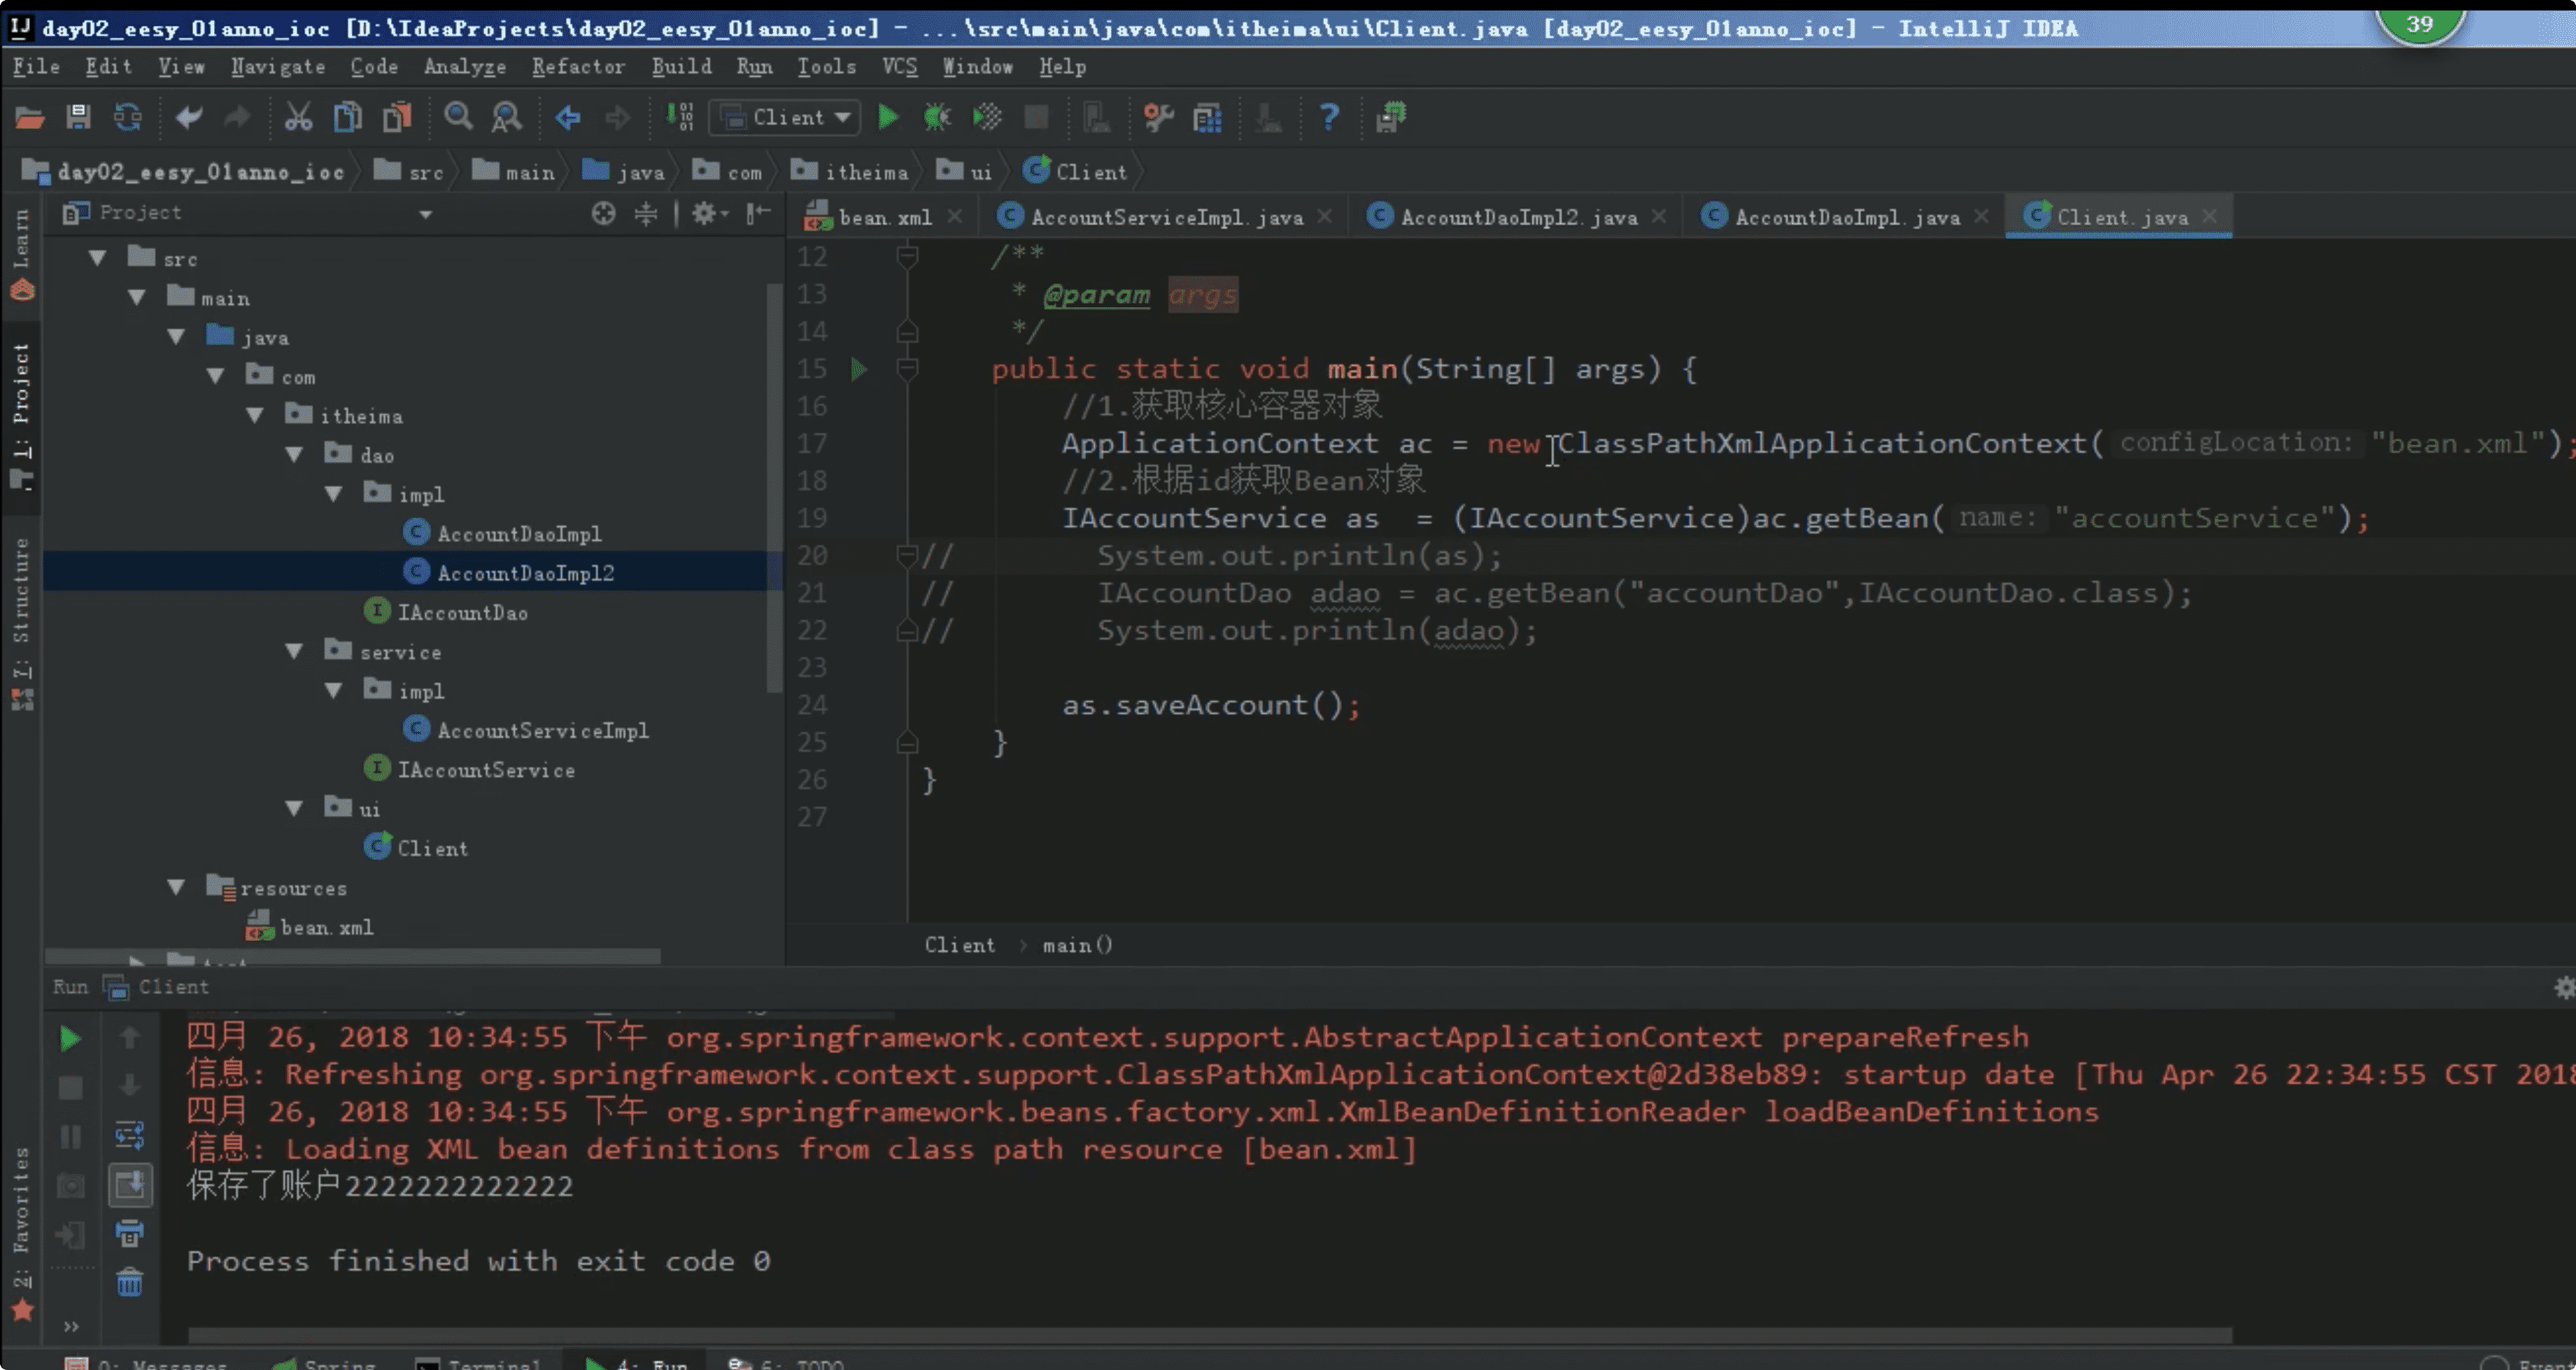 day02_eesy_01anno_ioc [D:\IdeaProjects\day02_eesy_01anno_ioc] - ...\src\main\java\com\itheima\ui\Client.java [day02_eesy_01anno_ioc] - IntelliJ IDEA
39
File Edit View Navigate Code Analyze Refactor Build Run Tools VCS Window Help
Client
day02_eesy_01anno_ioc src main java com itheima ui Client
Project
bean.xml AccountServiceImpl.java AccountDaoImpl2.java AccountDaoImpl.java Client.java
Learn
1: Project
7: Structure
2: Favorites
src
main
java
com
itheima
dao
impl
AccountDaoImpl
AccountDaoImpl2
IAccountDao
service
impl
AccountServiceImpl
IAccountService
ui
Client
resources
bean.xml
12 /**
13 * @param args
14 */
15 public static void main(String[] args) {
16 //1.获取核心容器对象
17 ApplicationContext ac = new ClassPathXmlApplicationContext( configLocation: "bean.xml");
18 //2.根据id获取Bean对象
19 IAccountService as  = (IAccountService)ac.getBean( name: "accountService");
20 // System.out.println(as);
21 // IAccountDao adao = ac.getBean("accountDao",IAccountDao.class);
22 // System.out.println(adao);
23
24 as.saveAccount();
25 }
26 }
27
Client › main()
Run Client
四月 26, 2018 10:34:55 下午 org.springframework.context.support.AbstractApplicationContext prepareRefresh
信息: Refreshing org.springframework.context.support.ClassPathXmlApplicationContext@2d38eb89: startup date [Thu Apr 26 22:34:55 CST 2018
四月 26, 2018 10:34:55 下午 org.springframework.beans.factory.xml.XmlBeanDefinitionReader loadBeanDefinitions
信息: Loading XML bean definitions from class path resource [bean.xml]
保存了账户2222222222222
Process finished with exit code 0
0: Messages Spring Terminal 4: Run 6: TODO